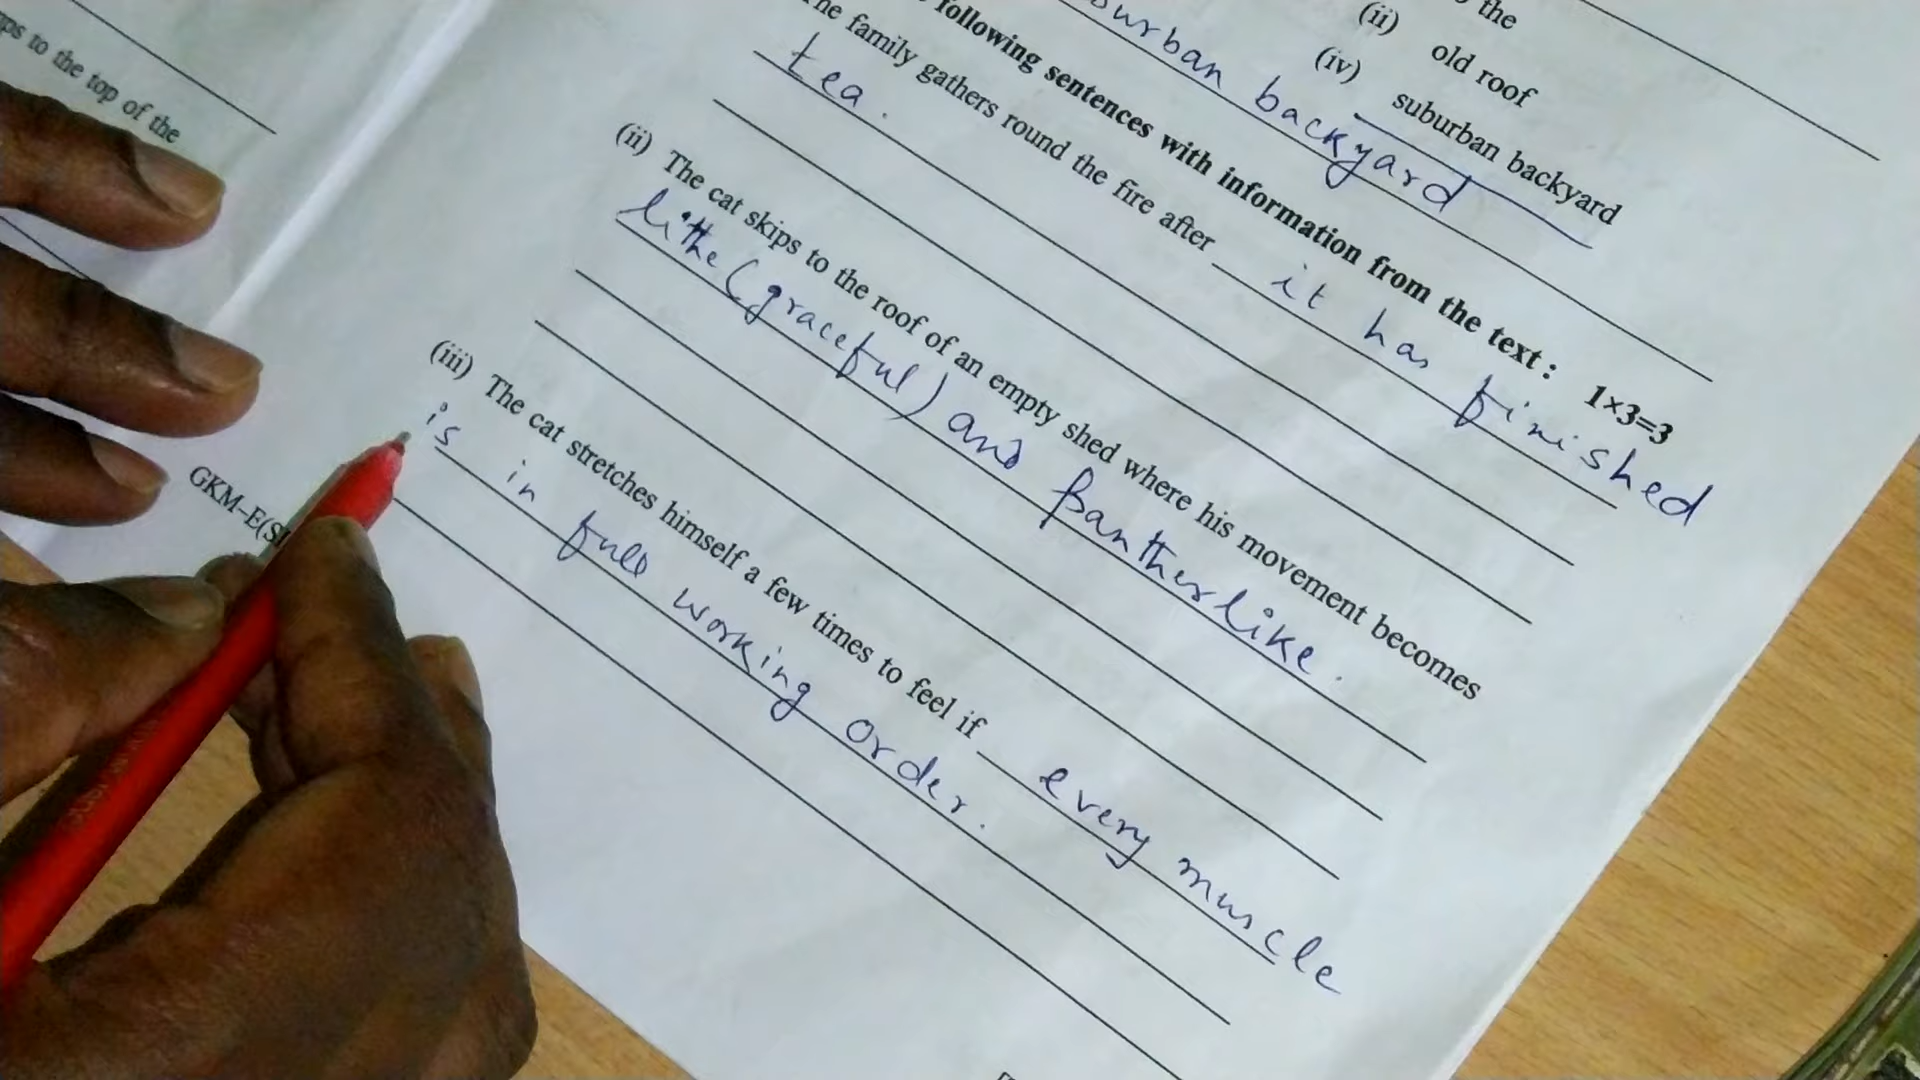 ps to the top of the
the
(ii) old roof
(iv) suburban backyard
urban backyard
following sentences with information from the text : 1×3=3
The family gathers round the fire after it has finished
tea.
(ii) The cat skips to the roof of an empty shed where his movement becomes
lithe (graceful) and pantherlike.
(iii) The cat stretches himself a few times to feel if every muscle
is in full working order.
GKM–E(SL